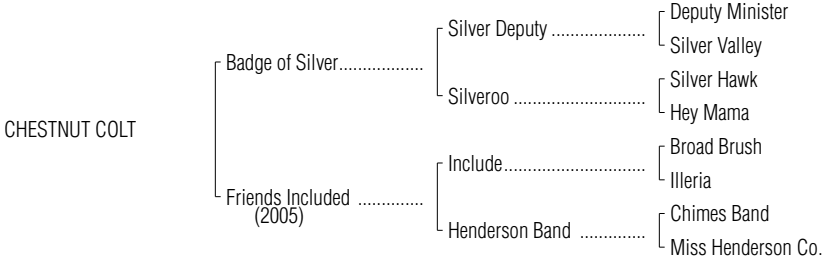 Deputy Minister
Silver Deputy ......................
Silver Valley
Badge of Silver..................
Silver Hawk
Silveroo ...............................
Hey Mama
CHESTNUT COLT
Broad Brush
Include.................................
Illeria
Friends Included ..............
(2005)
Chimes Band
Henderson Band ...............
Miss Henderson Co.